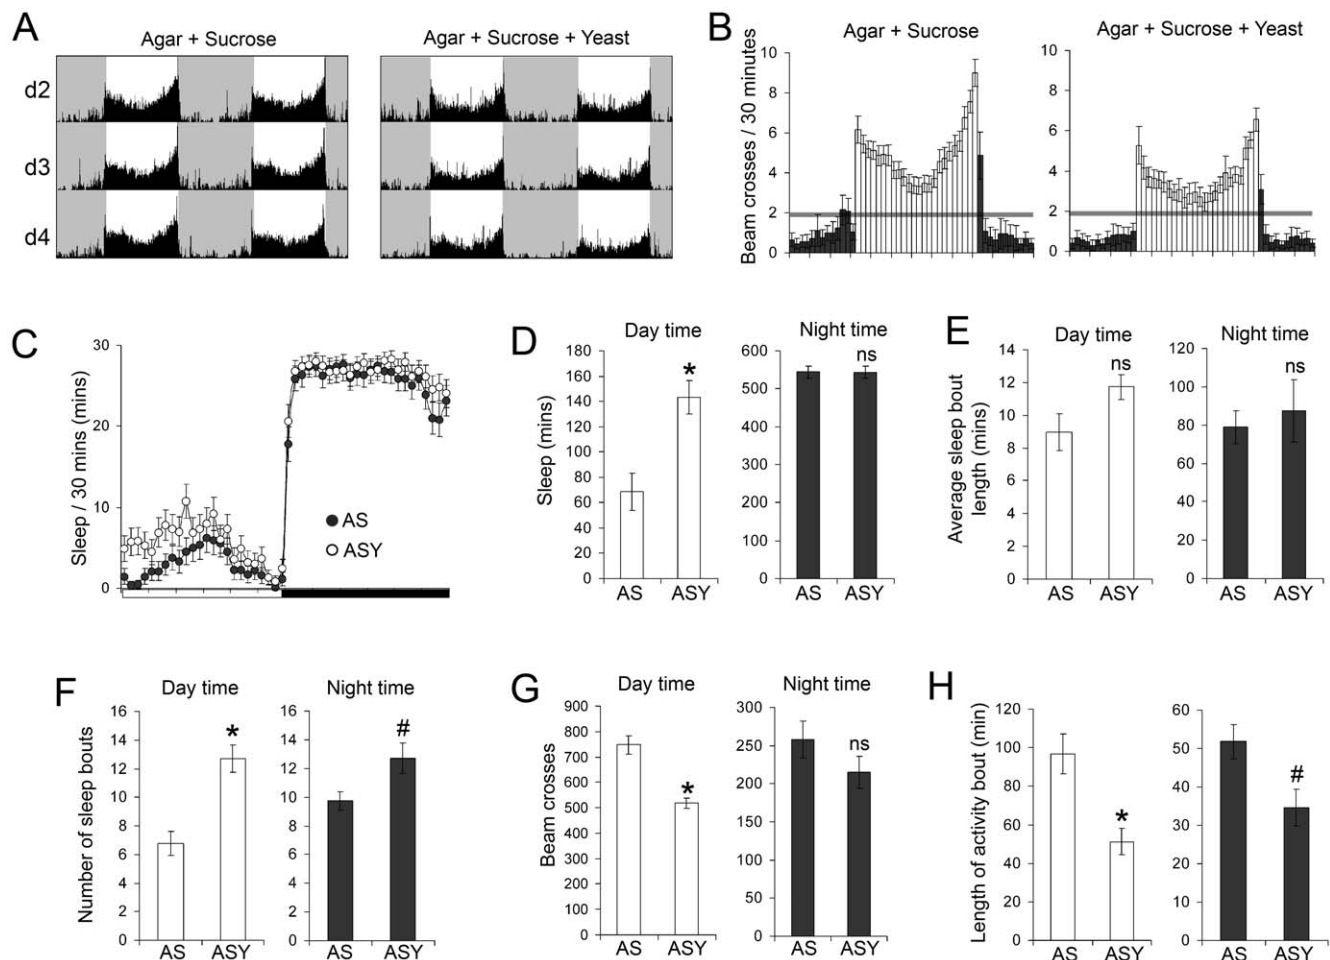 A
Agar + Sucrose
Agar + Sucrose + Yeast
d2
d3
d4
B
Agar + Sucrose
Agar + Sucrose + Yeast
Beam crosses / 30 minutes
10
8
6
4
2
0
10
8
6
4
2
0
C
Sleep / 30 mins (mins)
30
20
10
0
AS
ASY
D
Day time
Night time
Sleep (mins)
180
160
140
120
100
80
60
40
20
0
*
AS
ASY
600
500
400
300
200
100
0
ns
AS
ASY
E
Day time
Night time
Average sleep bout
length (mins)
14
12
10
8
6
4
2
0
ns
AS
ASY
120
100
80
60
40
20
0
ns
AS
ASY
F
Day time
Night time
Number of sleep bouts
16
14
12
10
8
6
4
2
0
*
AS
ASY
16
14
12
10
8
6
4
2
0
#
AS
ASY
G
Day time
Night time
Beam crosses
900
800
700
600
500
400
300
200
100
0
*
AS
ASY
300
250
200
150
100
50
0
ns
AS
ASY
H
Length of activity bout (min)
120
100
80
60
40
20
0
*
AS
ASY
60
50
40
30
20
10
0
#
AS
ASY